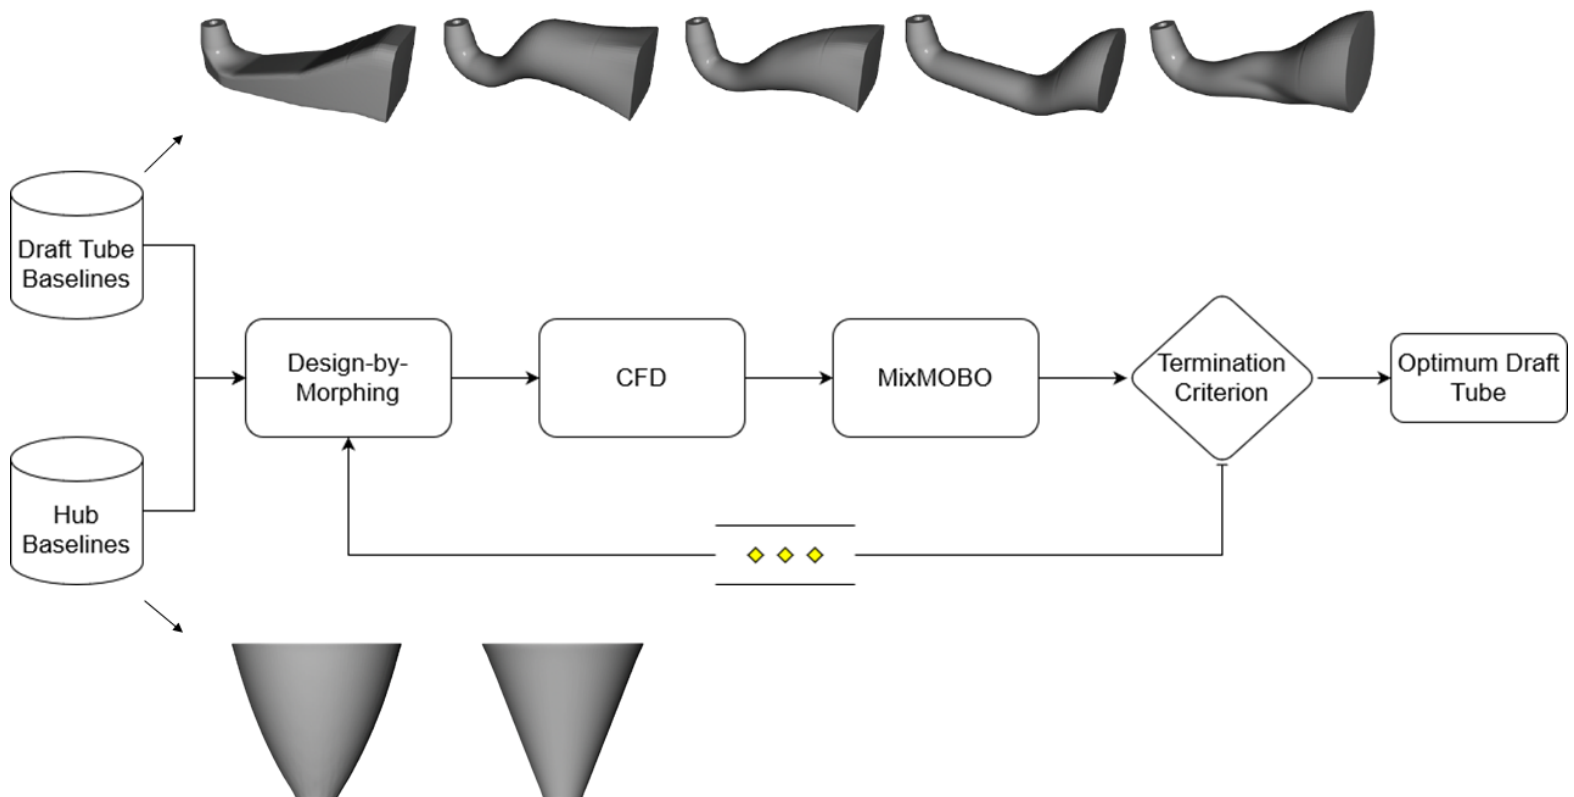 Draft Tube
Baselines
Design-by-
Morphing
CFD
MixMOBO
Termination
Criterion
Optimum Draft
Tube
Hub
Baselines